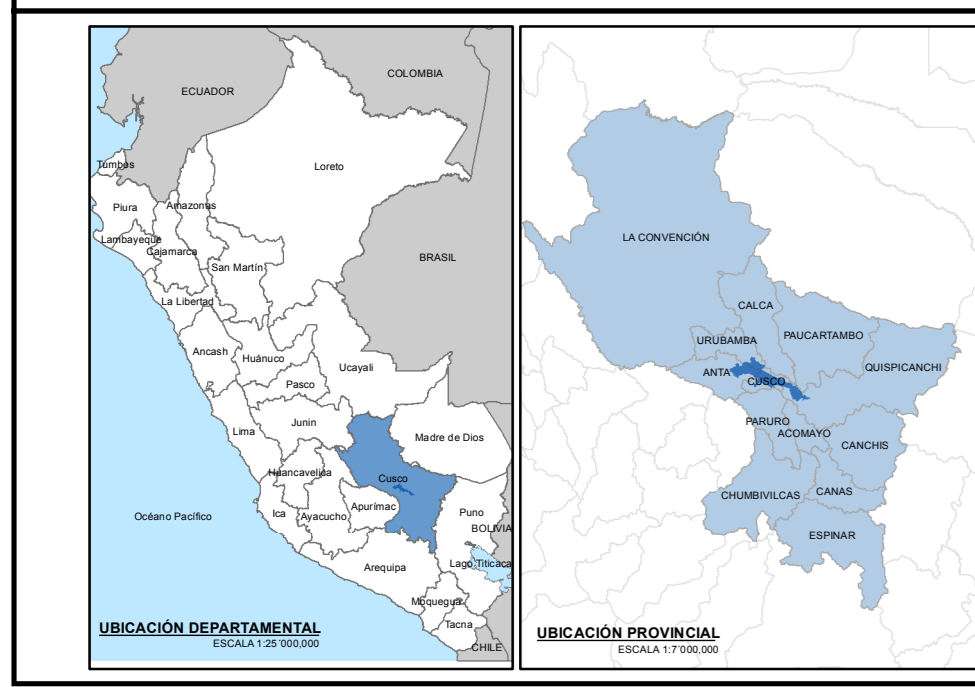 ECUADOR
COLOMBIA
Tumbes
Loreto
Piura
Amazonas
Lambayeque
Cajamarca
San Martín
BRASIL
La Libertad
Ancash
Huánuco
Ucayali
Pasco
Lima
Junin
Madre de Dios
Huancavelica
Cusco
Océano Pacífico
Ica
Ayacucho
Apurímac
Puno
BOLIVIA
Arequipa
Lago Titicaca
Moquegua
Tacna
CHILE
UBICACIÓN DEPARTAMENTAL
ESCALA 1:25´000,000
LA CONVENCIÓN
CALCA
URUBAMBA
PAUCARTAMBO
ANTA
CUSCO
QUISPICANCHI
PARURO
ACOMAYO
CANCHIS
CHUMBIVILCAS
CANAS
ESPINAR
UBICACIÓN PROVINCIAL
ESCALA 1:7´000,000